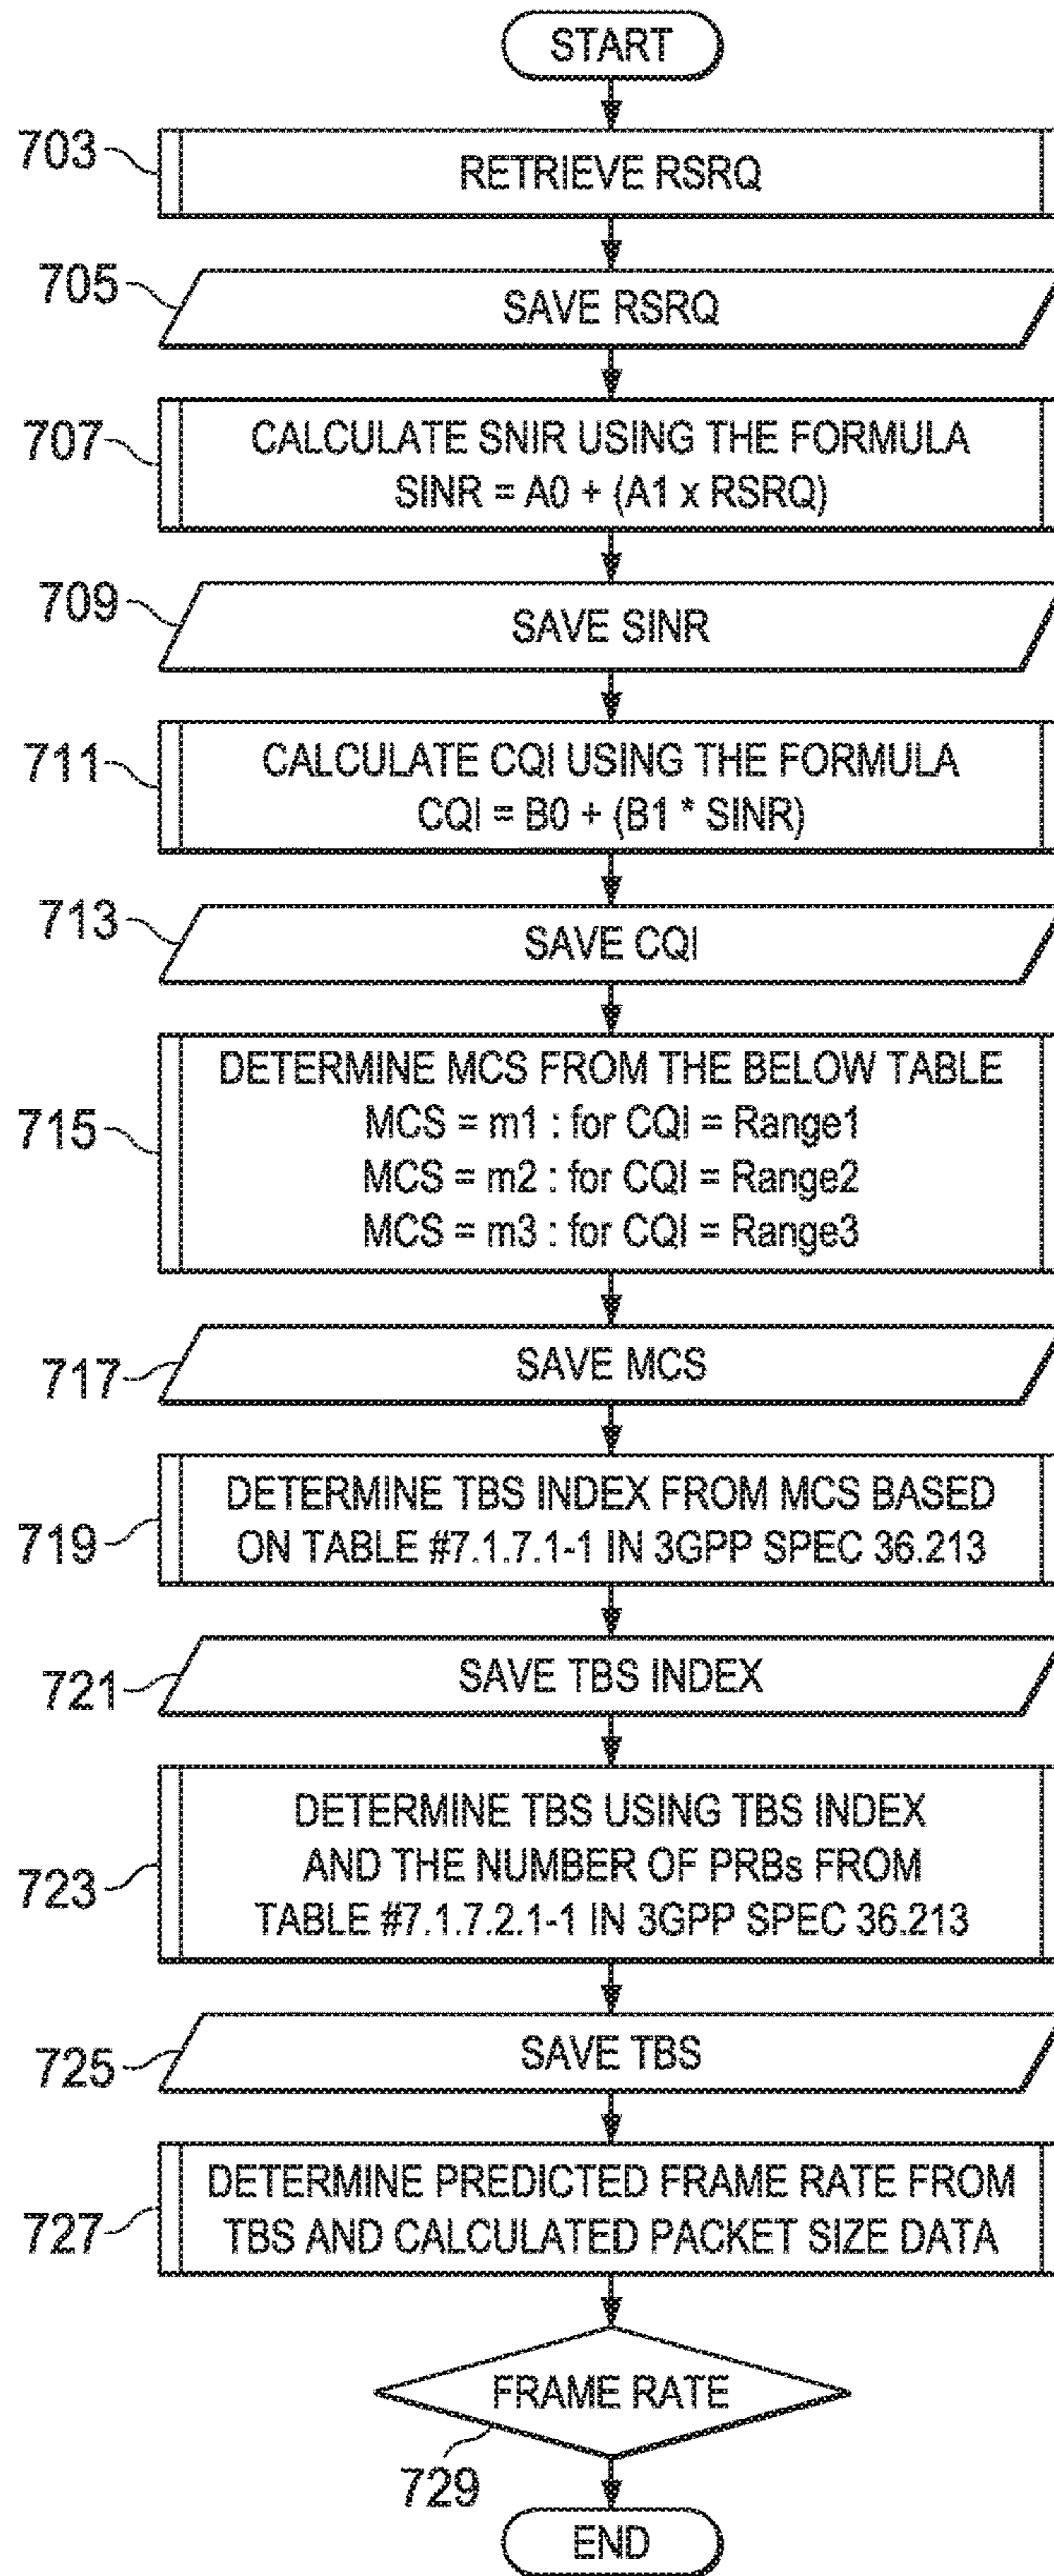 START
703
RETRIEVE RSRQ
705
SAVE RSRQ
707
CALCULATE SNIR USING THE FORMULA
SINR = A0 + (A1 x RSRQ)
709
SAVE SINR
711
CALCULATE CQI USING THE FORMULA
CQI = B0 + (B1 * SINR)
713
SAVE CQI
715
DETERMINE MCS FROM THE BELOW TABLE
MCS = m1 : for CQI = Range1
MCS = m2 : for CQI = Range2
MCS = m3 : for CQI = Range3
717
SAVE MCS
719
DETERMINE TBS INDEX FROM MCS BASED
ON TABLE #7.1.7.1-1 IN 3GPP SPEC 36.213
721
SAVE TBS INDEX
723
DETERMINE TBS USING TBS INDEX
AND THE NUMBER OF PRBs FROM
TABLE #7.1.7.2.1-1 IN 3GPP SPEC 36.213
725
SAVE TBS
727
DETERMINE PREDICTED FRAME RATE FROM
TBS AND CALCULATED PACKET SIZE DATA
FRAME RATE
729
END